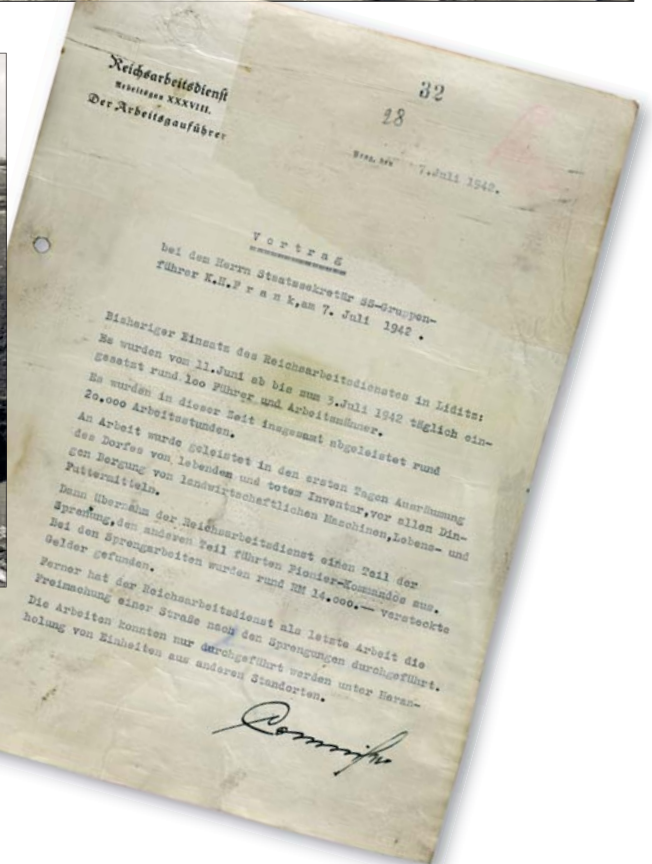 Reichsarbeitsdienst
Arbeitsgau XXXVIII.
Der Arbeitsgauführer
32
28
Prag, den 7.Juli 1942.
Vortrag
bei dem Herrn Staatssekretär SS-Gruppen-
führer K.H.F r a n k,am 7. Juli 1942 .
Bisheriger Einsatz des Reichsarbeitsdienstes in Liditz:
Es wurden vom 11.Juni ab bis zum 3.Juli 1942 täglich ein-
gesetzt rund 100 Führer und Arbeitsmänner.
Es wurden in dieser Zeit insgesamt abgeleistet rund
20.000 Arbeitsstunden.
An Arbeit wurde geleistet in den ersten Tagen Ausräumung
des Dorfes von lebenden und totem Inventar,vor allen Din-
gen Bergung von landwirtschaftlichen Maschinen,Lebens- und
Futtermitteln.
Dann übernahm der Reichsarbeitsdienst einen Teil der
Sprengung,den anderen Teil führten Pionier-Kommandos aus.
Bei den Sprengarbeiten wurden rund RM 14.000.— versteckte
Gelder gefunden.
Ferner hat der Reichsarbeitsdienst als letzte Arbeit die
Freimachung einer Straße nach den Sprengungen durchgeführt.
Die Arbeiten konnten nur durchgeführt werden unter Heran-
holung von Einheiten aus anderen Standorten.